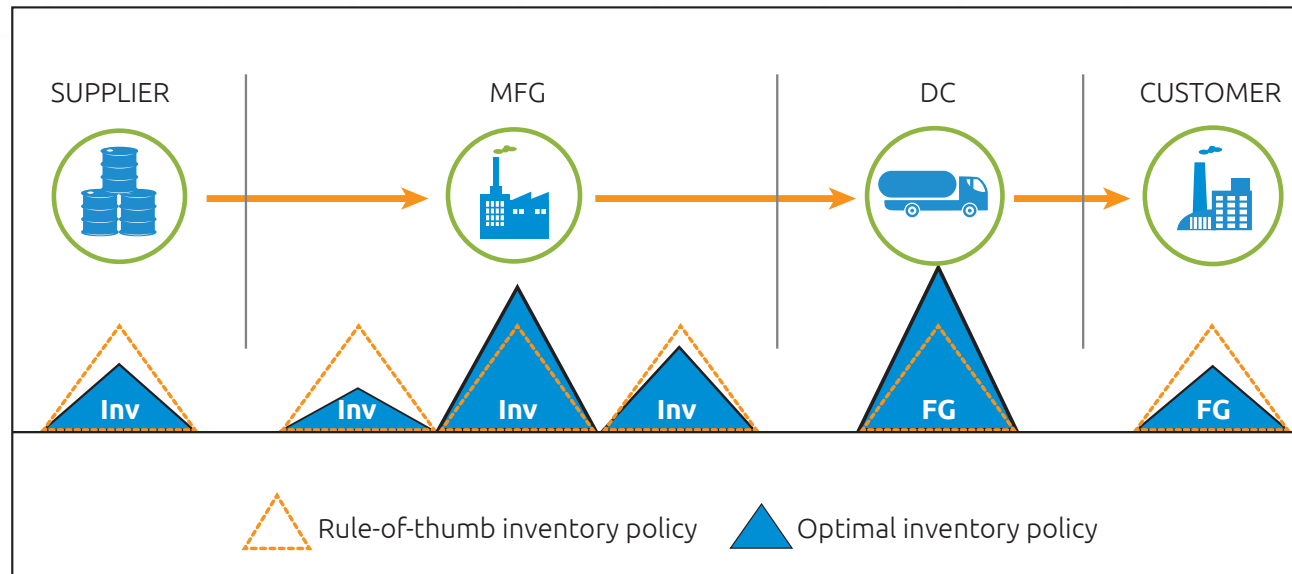 SUPPLIER
MFG
DC
CUSTOMER
Inv
Inv
Inv
Inv
FG
FG
Rule-of-thumb inventory policy
Optimal inventory policy